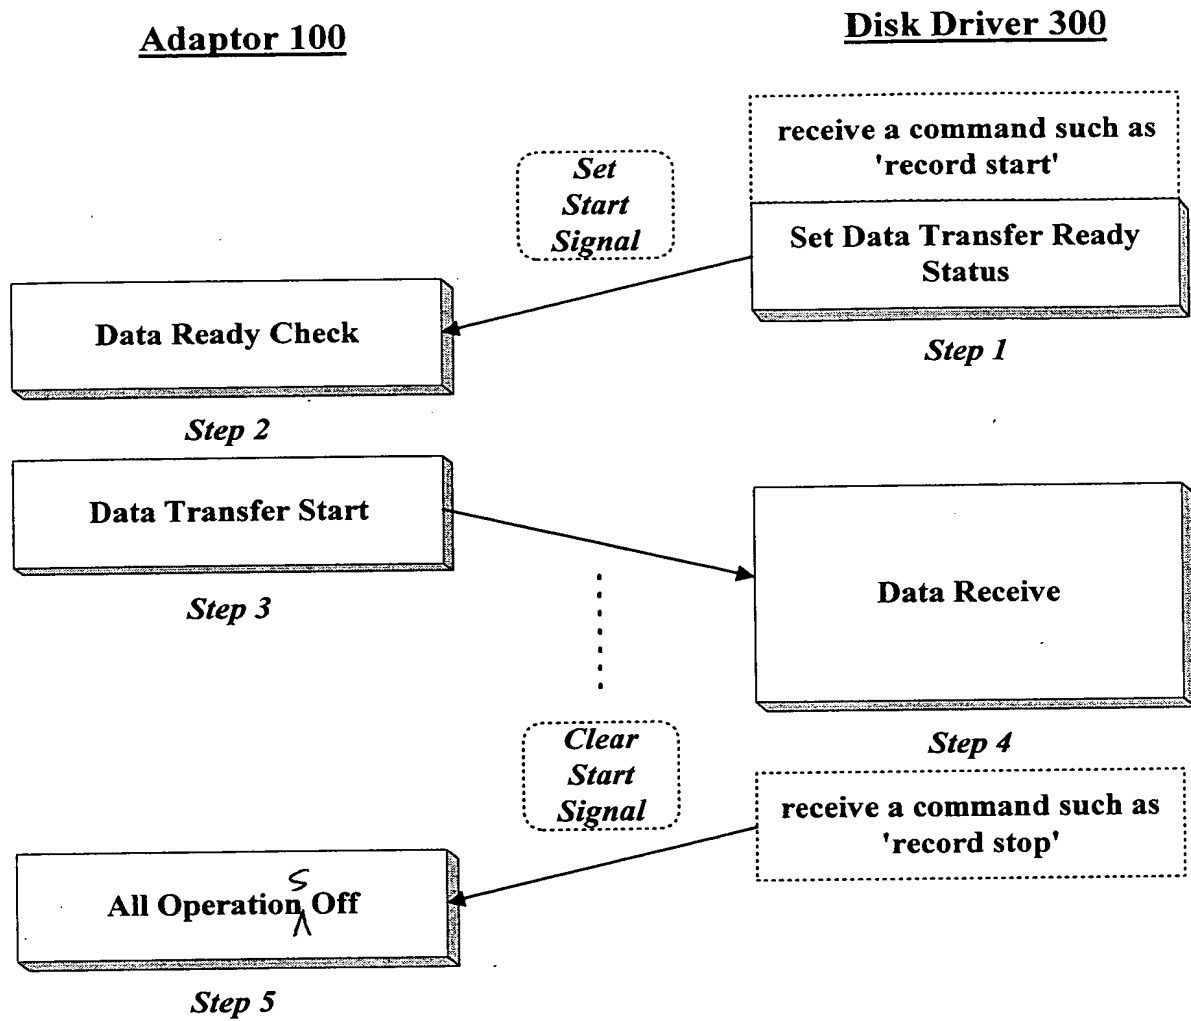 Adaptor 100
Disk Driver 300
receive a command such as
'record start'
Set
Start
Signal
Set Data Transfer Ready
Status
Step 1
Data Ready Check
Step 2
Data Transfer Start
Step 3
Data Receive
Step 4
Clear
Start
Signal
receive a command such as
'record stop'
All Operations Off
Step 5